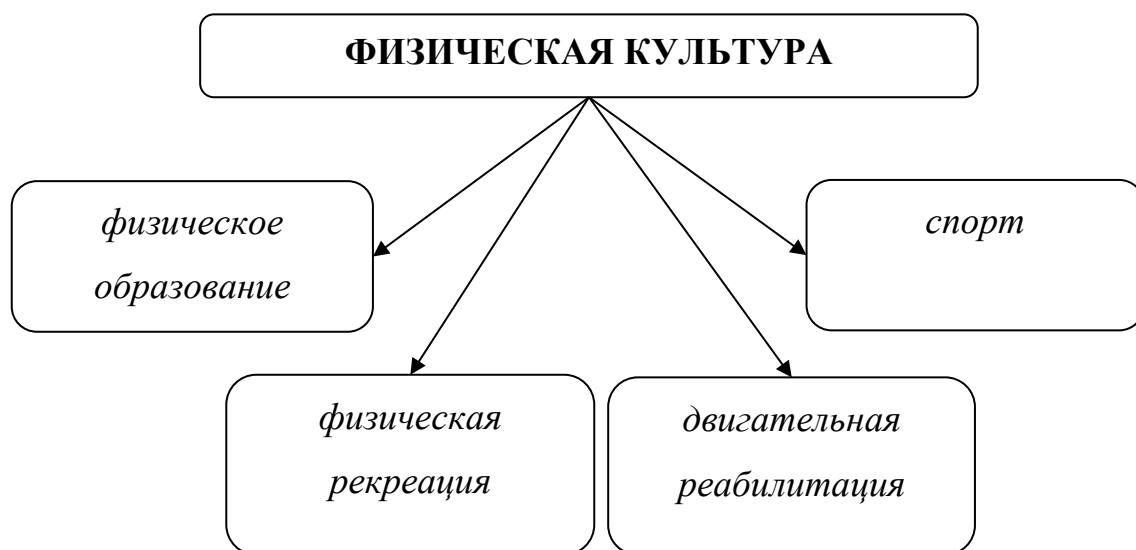 ФИЗИЧЕСКАЯ КУЛЬТУРА
физическое
образование
спорт
физическая
рекреация
двигательная
реабилитация